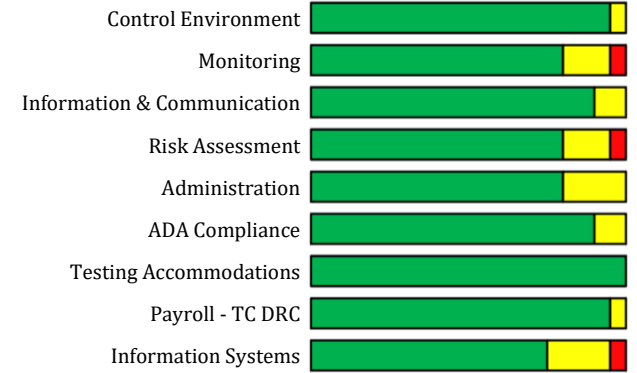 Control Environment
Monitoring
Information & Communication
Risk Assessment
Administration
ADA Compliance
Testing Accommodations
Payroll - TC DRC
Information Systems